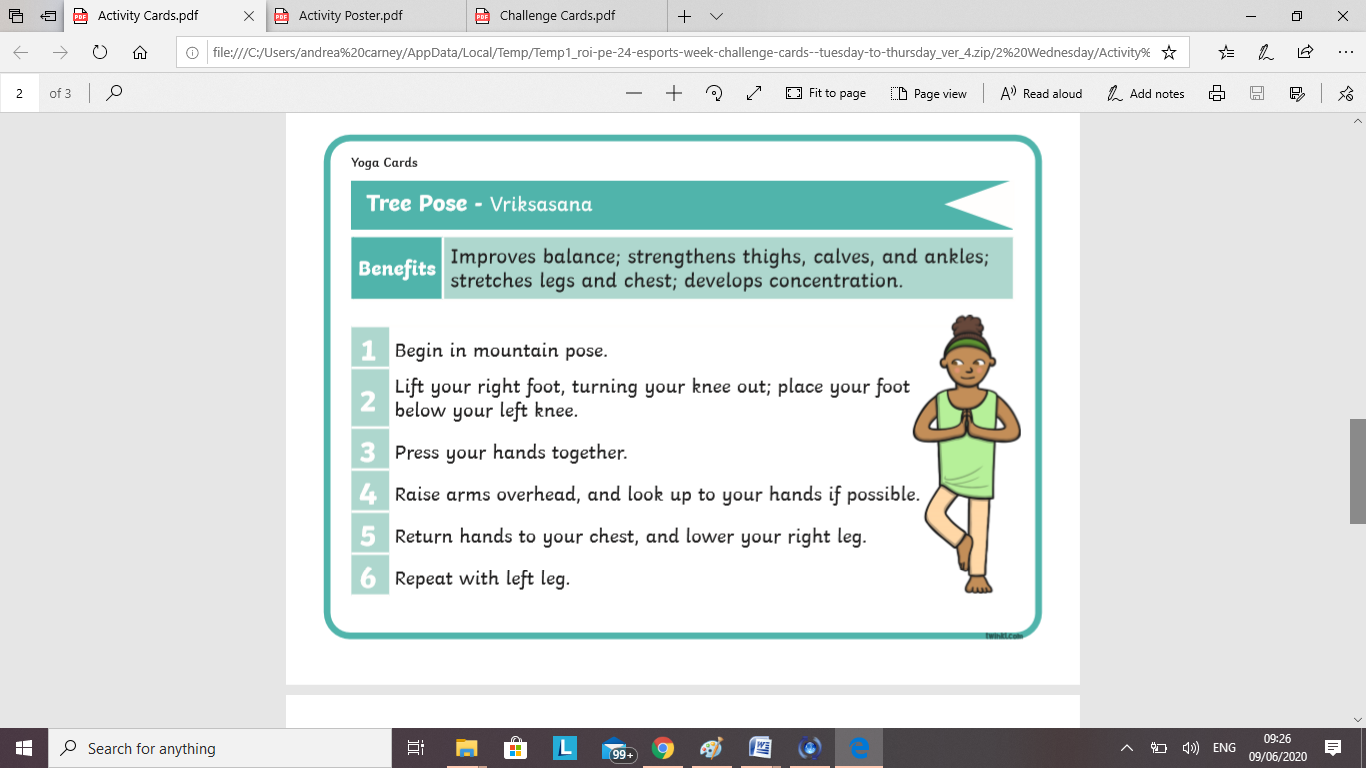 Activity Cards.pdf
Activity Poster.pdf
Challenge Cards.pdf
file:///C:/Users/andrea%20carney/AppData/Local/Temp/Temp1_roi-pe-24-esports-week-challenge-cards--tuesday-to-thursday_ver_4.zip/2%20Wednesday/Activity%
2 of 3
Fit to page
Page view
Read aloud
Add notes
Yoga Cards
Tree Pose - Vriksasana
Benefits
Improves balance; strengthens thighs, calves, and ankles;
stretches legs and chest; develops concentration.
1 Begin in mountain pose.
2 Lift your right foot, turning your knee out; place your foot
below your left knee.
3 Press your hands together.
4 Raise arms overhead, and look up to your hands if possible.
5 Return hands to your chest, and lower your right leg.
6 Repeat with left leg.
twinkl.com
Search for anything
L
99+
W
ENG
09:26
09/06/2020